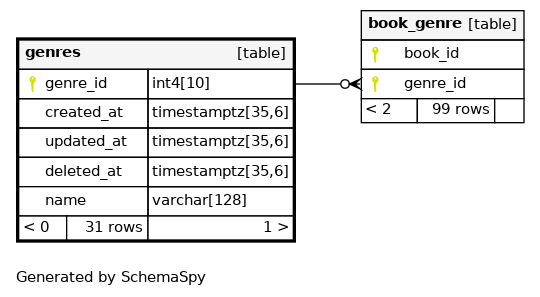 genres [table]
genre_id int4[10]
created_at timestamptz[35,6]
updated_at timestamptz[35,6]
deleted_at timestamptz[35,6]
name varchar[128]
< 0 31 rows 1 >
book_genre [table]
book_id
genre_id
< 2 99 rows
Generated by SchemaSpy